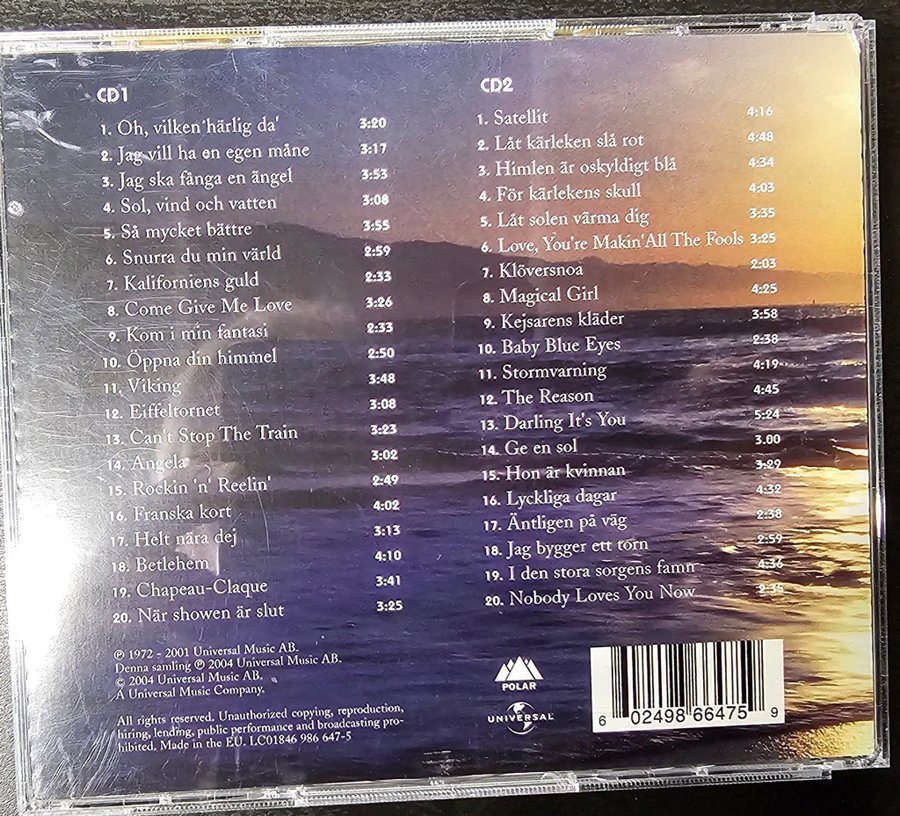 CD1
1. Oh, vilken härlig da' 3:20
2. Jag vill ha en egen måne 3:17
3. Jag ska fånga en ängel 3:53
4. Sol, vind och vatten 3:08
5. Så mycket bättre 3:55
6. Snurra du min värld 2:59
7. Kaliforniens guld 2:33
8. Come Give Me Love 3:26
9. Kom i min fantasi 2:33
10. Öppna din himmel 2:50
11. Viking 3:48
12. Eiffeltornet 3:08
13. Can't Stop The Train 3:23
14. Angela 3:02
15. Rockin 'n' Reelin' 2:49
16. Franska kort 4:02
17. Helt nära dej 3:13
18. Betlehem 4:10
19. Chapeau-Claque 3:41
20. När showen är slut 3:25
CD2
1. Satellit 4:16
2. Låt kärleken slå rot 4:48
3. Himlen är oskyldigt blå 4:34
4. För kärlekens skull 4:03
5. Låt solen värma dig 3:35
6. Love, You're Makin'All The Fools 3:25
7. Klöversnoa 2:03
8. Magical Girl 4:25
9. Kejsarens kläder 3:58
10. Baby Blue Eyes 2:38
11. Stormvarning 4:19
12. The Reason 4:45
13. Darling It's You 5:24
14. Ge en sol 3.00
15. Hon är kvinnan 3:29
16. Lyckliga dagar 4:32
17. Äntligen på väg 2:38
18. Jag bygger ett torn 2:59
19. I den stora sorgens famn 4:36
20. Nobody Loves You Now 2:35
℗ 1972 - 2001 Universal Music AB.
Denna samling ℗ 2004 Universal Music AB.
© 2004 Universal Music AB.
A Universal Music Company.
All rights reserved. Unauthorized copying, reproduction,
hiring, lending, public performance and broadcasting pro-
hibited. Made in the EU. LC01846 986 647-5
POLAR
UNIVERSAL
6 02498 66475 9